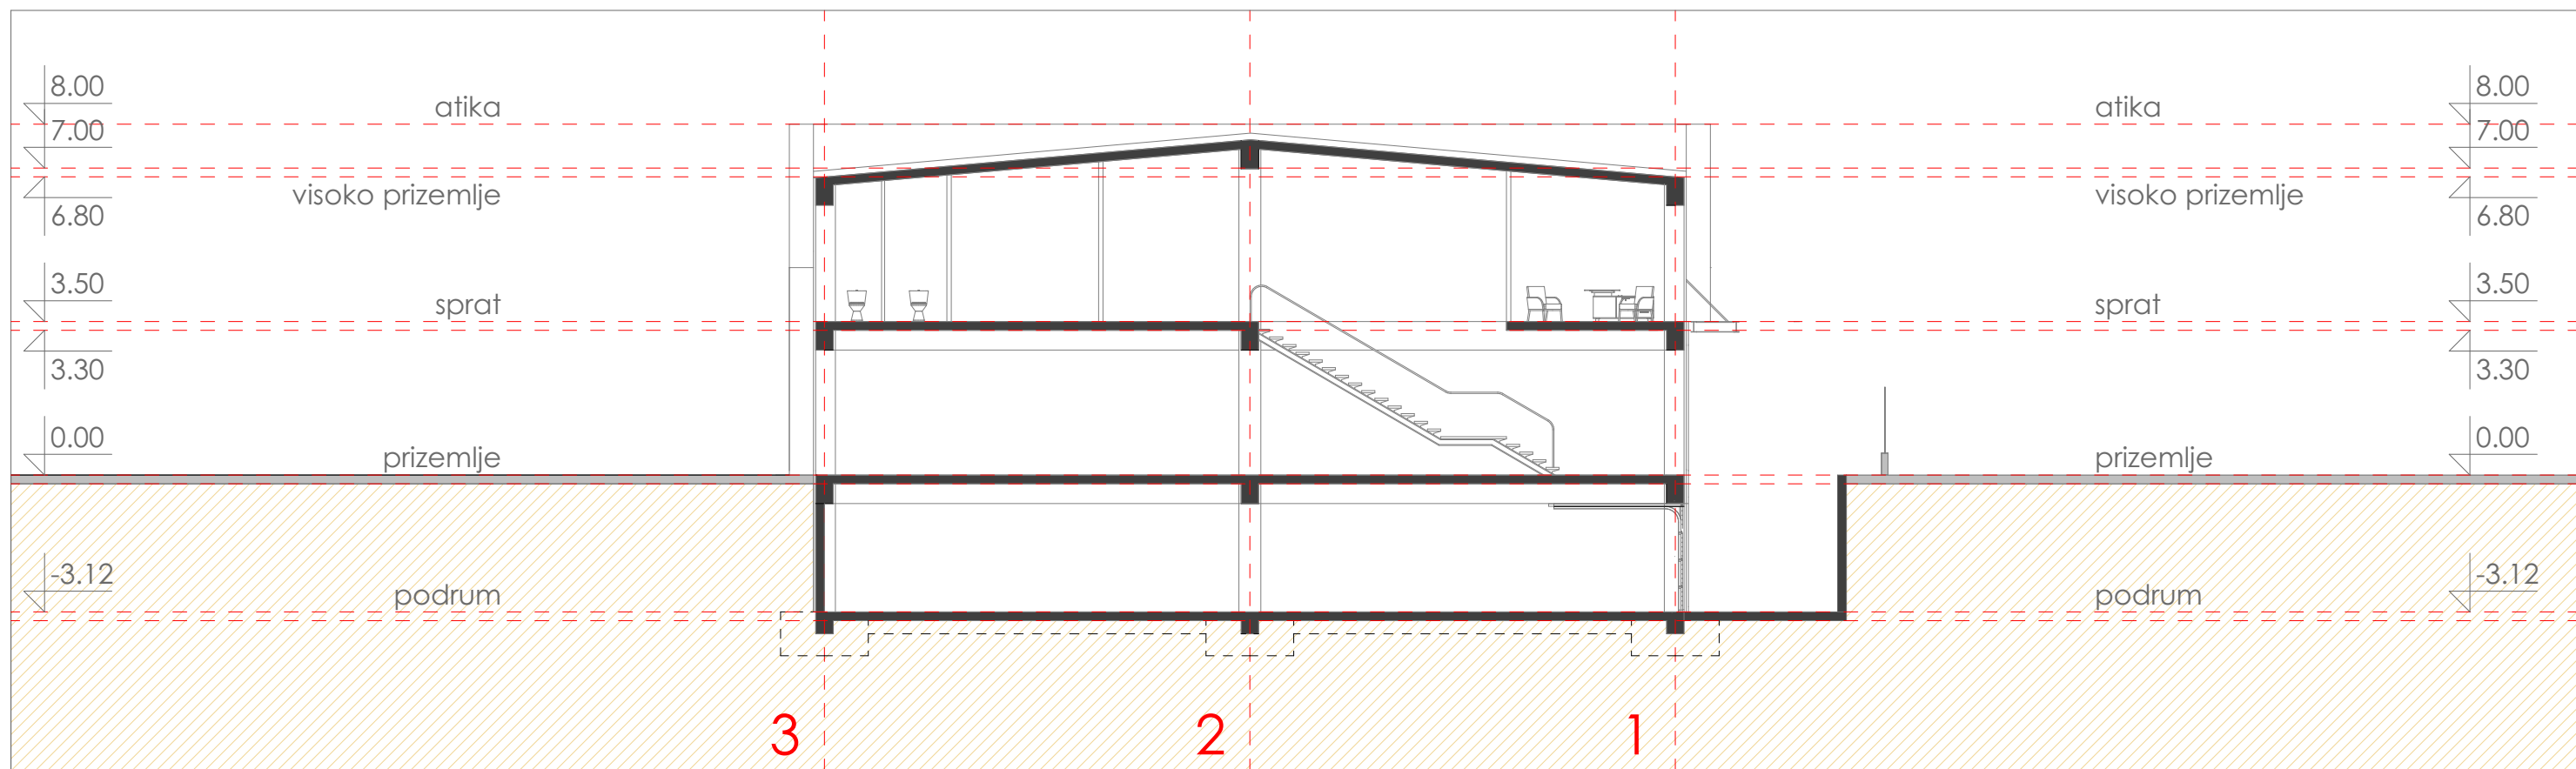 8.00
atika
atika
8.00
7.00
7.00
visoko prizemlje
visoko prizemlje
6.80
6.80
3.50
sprat
sprat
3.50
3.30
3.30
0.00
prizemlje
prizemlje
0.00
-3.12
podrum
podrum
-3.12
3
2
1